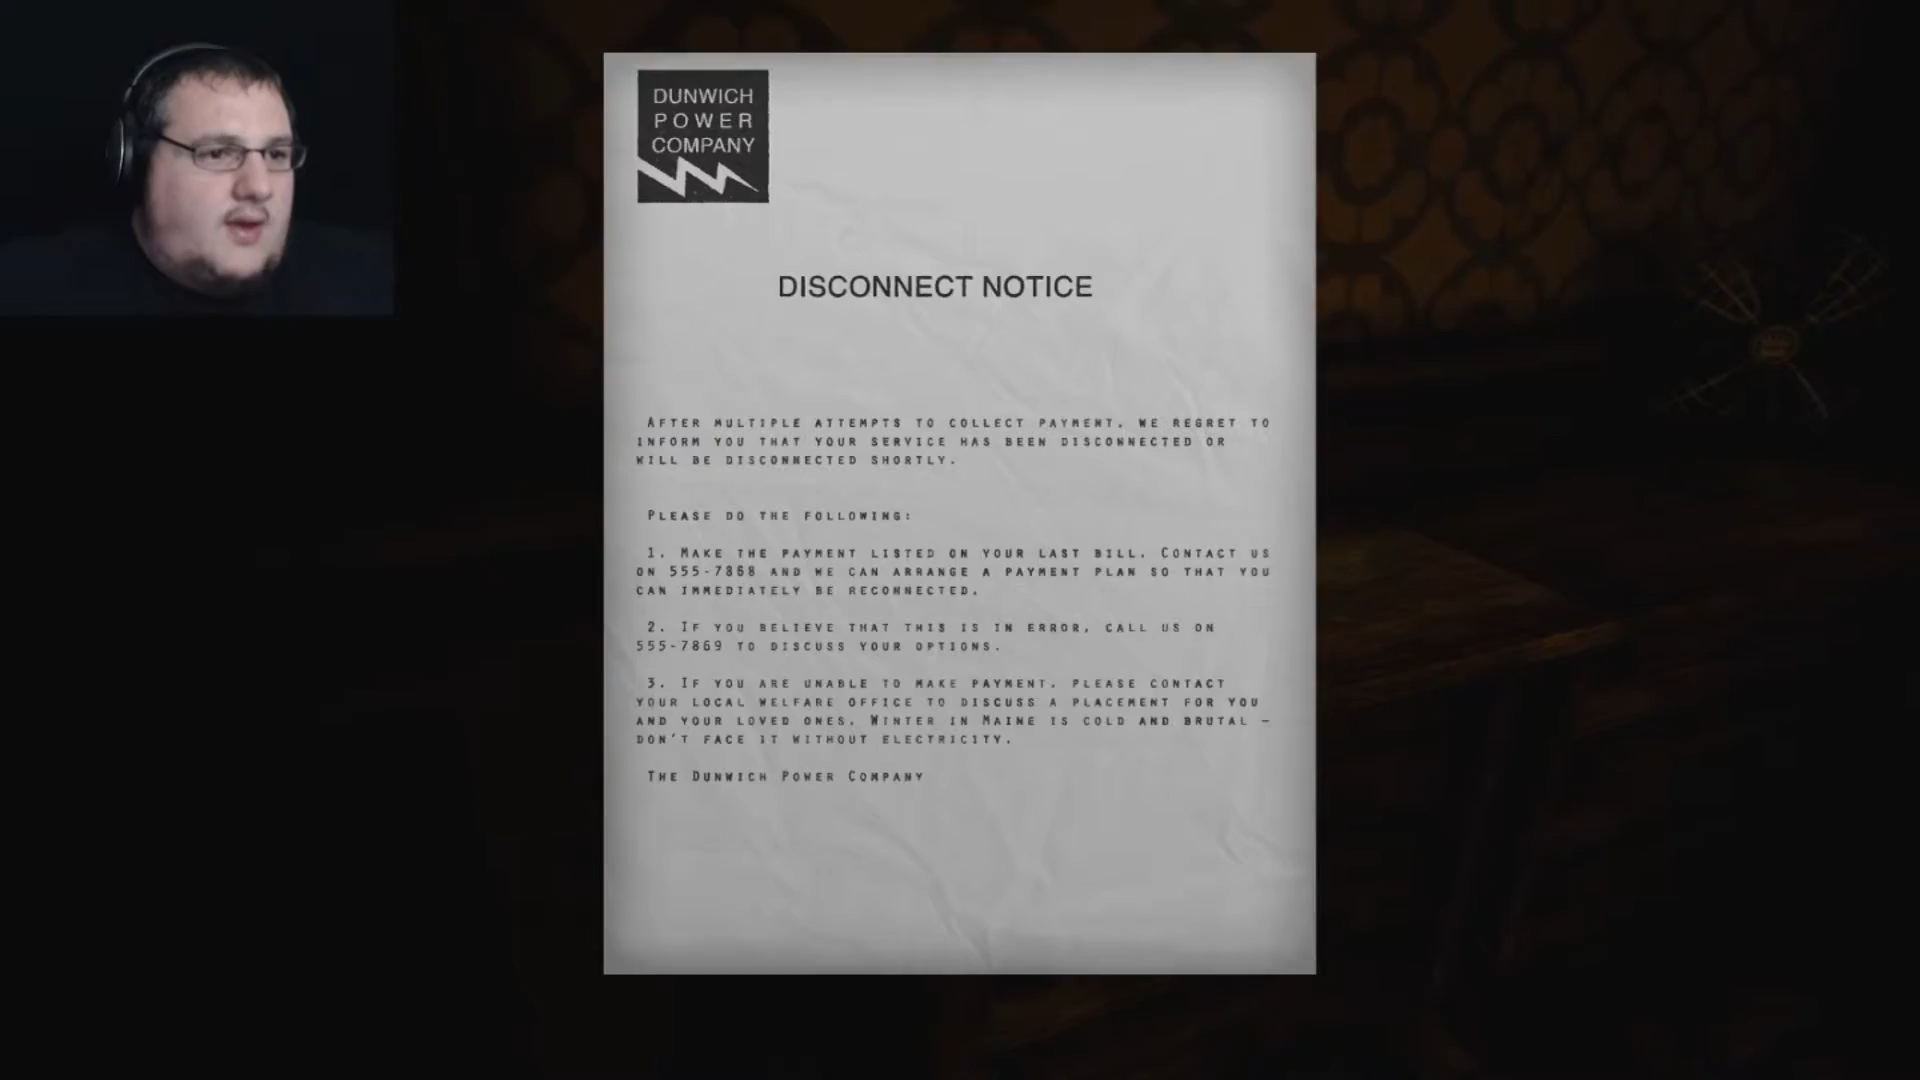 DUNWICH
POWER
COMPANY
DISCONNECT NOTICE
After multiple attempts to collect payment, we regret to
inform you that your service has been disconnected or
will be disconnected shortly.
Please do the following:
1. Make the payment listed on your last bill. Contact us
on 555-7868 and we can arrange a payment plan so that you
can immediately be reconnected.
2. If you believe that this is in error, call us on
555-7869 to discuss your options.
3. If you are unable to make payment, please contact
your local welfare office to discuss a placement for you
and your loved ones. Winter in Maine is cold and brutal –
don't face it without electricity.
The Dunwich Power Company